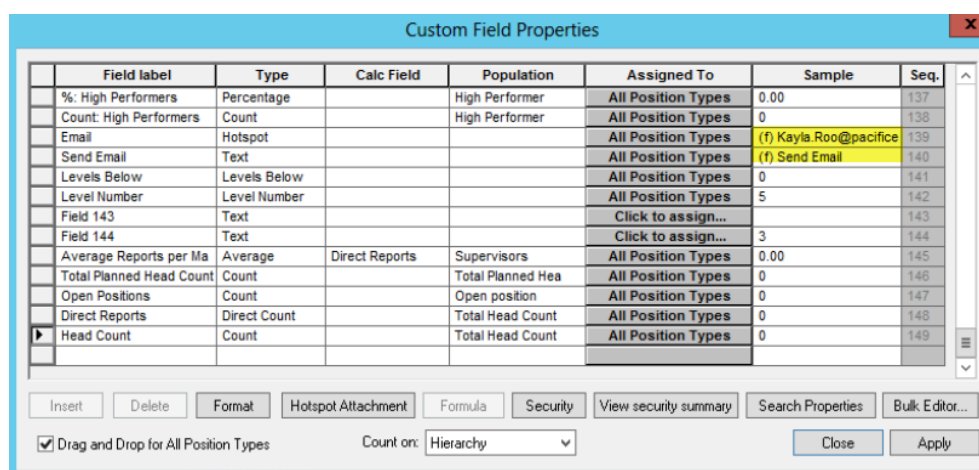 Custom Field Properties
x
Field label Type Calc Field Population Assigned To Sample Seq.
%: High Performers Percentage High Performer All Position Types 0.00 137
Count: High Performers Count High Performer All Position Types 0 138
Email Hotspot All Position Types (f) Kayla.Roo@pacifice 139
Send Email Text All Position Types (f) Send Email 140
Levels Below Levels Below All Position Types 0 141
Level Number Level Number All Position Types 5 142
Field 143 Text Click to assign... 143
Field 144 Text Click to assign... 3 144
Average Reports per Ma Average Direct Reports Supervisors All Position Types 0.00 145
Total Planned Head Count Count Total Planned Hea All Position Types 0 146
Open Positions Count Open position All Position Types 0 147
Direct Reports Direct Count Total Head Count All Position Types 0 148
Head Count Count Total Head Count All Position Types 0 149
Insert Delete Format Hotspot Attachment Formula Security View security summary Search Properties Bulk Editor...
Drag and Drop for All Position Types Count on: Hierarchy Close Apply